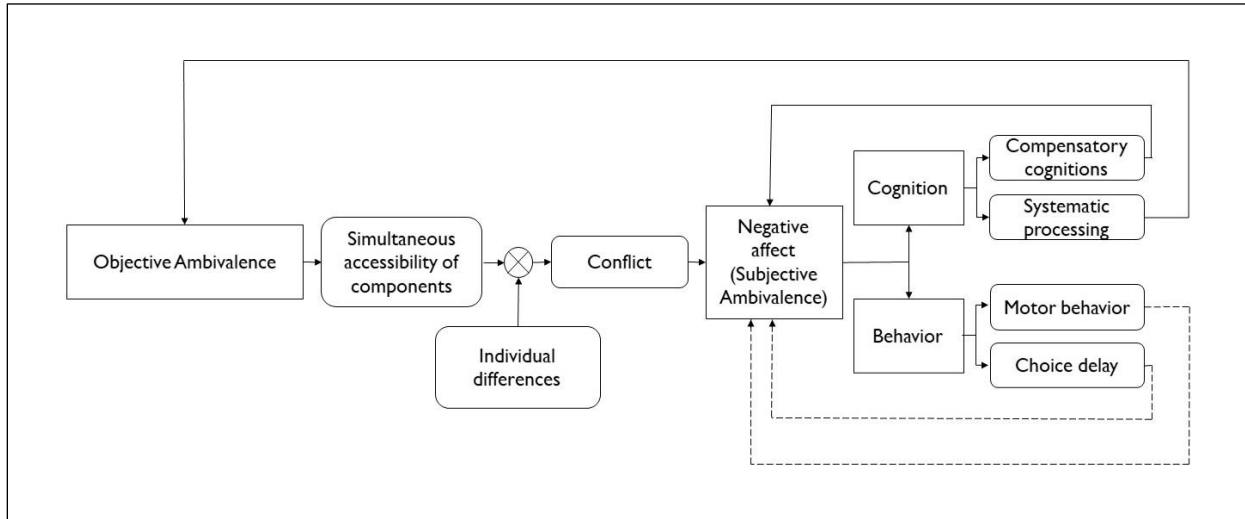 Objective Ambivalence
Simultaneous
accessibility of
components
Individual
differences
Conflict
Negative
affect
(Subjective
Ambivalence)
Cognition
Compensatory
cognitions
Systematic
processing
Behavior
Motor behavior
Choice delay